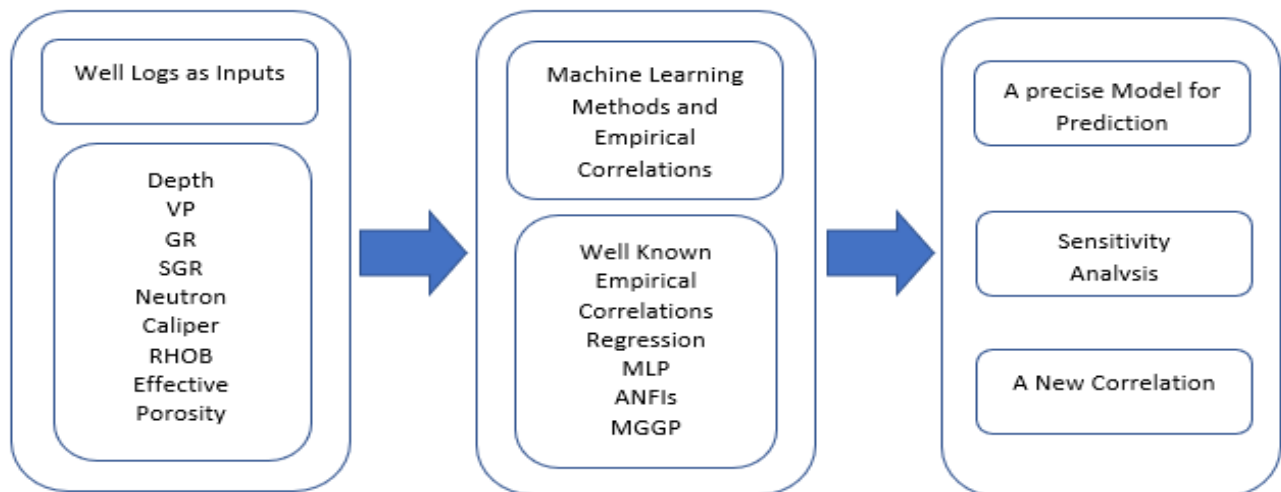 Well Logs as Inputs
Depth
VP
GR
SGR
Neutron
Caliper
RHOB
Effective
Porosity
Machine Learning
Methods and
Empirical
Correlations
Well Known
Empirical
Correlations
Regression
MLP
ANFIs
MGGP
A precise Model for
Prediction
Sensitivity
Analysis
A New Correlation